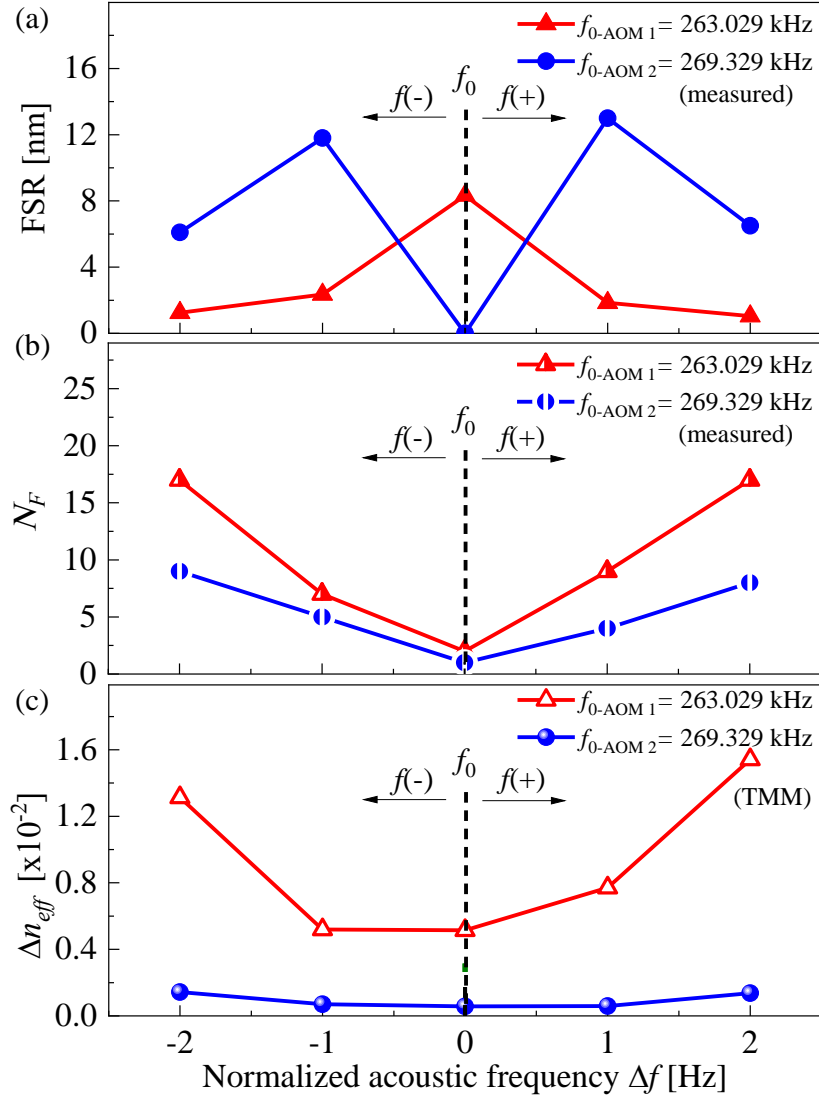 (a)
f0-AOM 1= 263.029 kHz
f0-AOM 2= 269.329 kHz
(measured)
f0
f(-) f(+)
FSR [nm]
16
12
8
4
0
(b)
f0-AOM 1= 263.029 kHz
f0-AOM 2= 269.329 kHz
(measured)
f0
f(-) f(+)
NF
25
20
15
10
5
0
(c)
f0-AOM 1= 263.029 kHz
f0-AOM 2= 269.329 kHz
(TMM)
f0
f(-) f(+)
Δneff [x10-2]
1.6
1.2
0.8
0.4
0.0
-2 -1 0 1 2
Normalized acoustic frequency Δf [Hz]